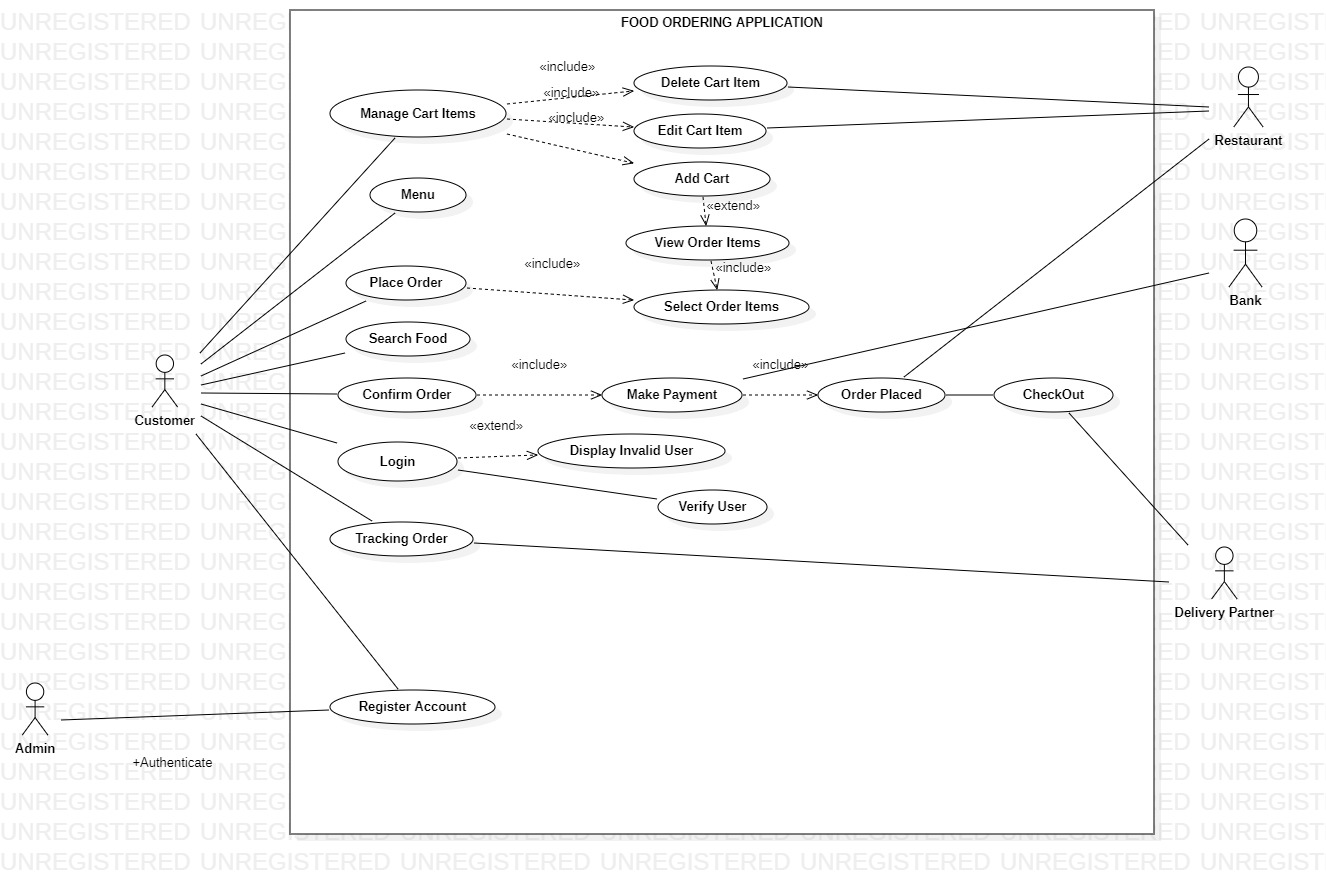 FOOD ORDERING APPLICATION
«include»
Delete Cart Item
«include»
Manage Cart Items
«include»
Edit Cart Item
Restaurant
Add Cart
Menu
«extend»
View Order Items
«include»
«include»
Place Order
Bank
Select Order Items
Search Food
«include»
«include»
Confirm Order
Make Payment
Order Placed
CheckOut
Customer
«extend»
Display Invalid User
Login
Verify User
Tracking Order
Delivery Partner
Register Account
Admin
+Authenticate
UNREGISTERED UNREGISTERED UNREGISTERED UNREGISTERED UNREGISTERED UNREGISTERED UNREGIST